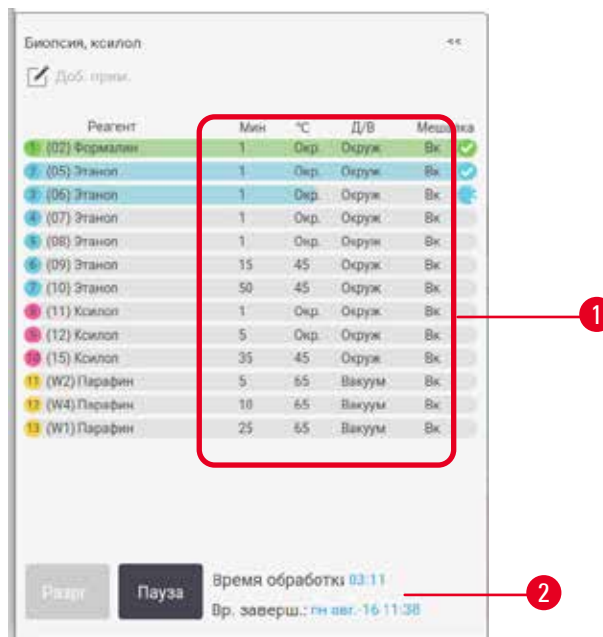 Биопсия, ксилол <<
Доб. прим.
Реагент Мин °C Д/В Мешалка
1 (02) Формалин 1 Окр. Окруж Вк
2 (05) Этанол 1 Окр. Окруж Вк
3 (06) Этанол 1 Окр. Окруж Вк
4 (07) Этанол 1 Окр. Окруж Вк
5 (08) Этанол 1 Окр. Окруж Вк
6 (09) Этанол 15 45 Окруж Вк
7 (10) Этанол 50 45 Окруж Вк
8 (11) Ксилол 1 Окр. Окруж Вк
9 (12) Ксилол 5 Окр. Окруж Вк
10 (15) Ксилол 35 45 Окруж Вк
11 (W2) Парафин 5 65 Вакуум Вк
12 (W4) Парафин 10 65 Вакуум Вк
13 (W1) Парафин 25 65 Вакуум Вк
1
Разрг Пауза
Время обработки 03:11
Вр. заверш.: пн авг.-16 11:38
2